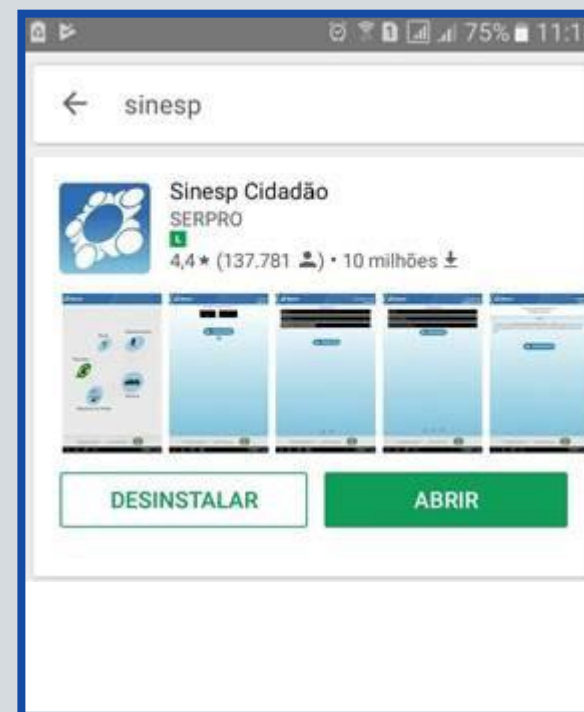 75% 11:1
sinesp
Sinesp Cidadão
SERPRO
L
4,4★ (137.781 ) • 10 milhões
DESINSTALAR
ABRIR